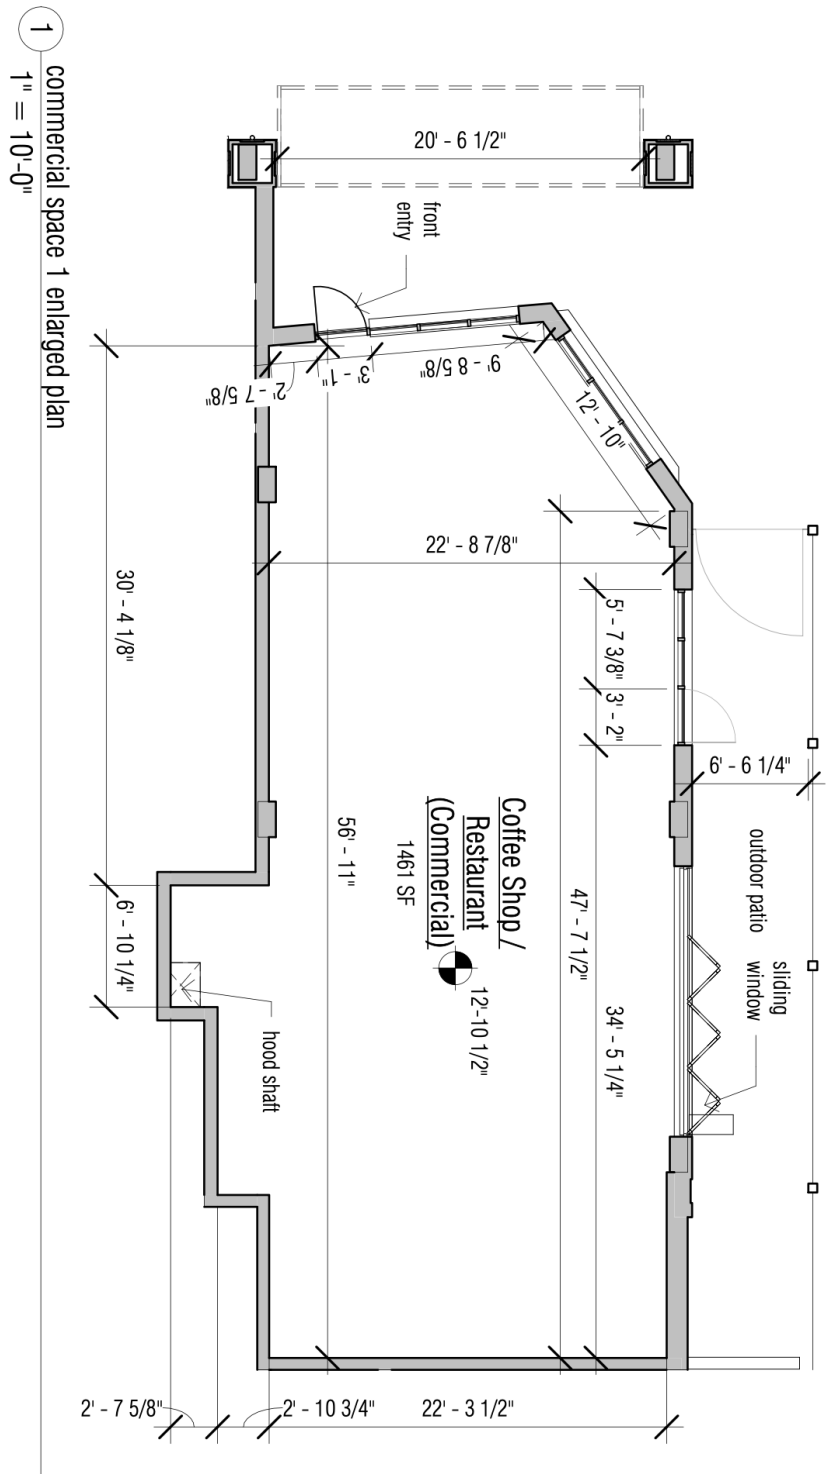 1
commercial space 1 enlarged plan
1" = 10'-0"
20' - 6 1/2"
front
entry
2' - 7 5/8"
3' - 1"
9' - 8 5/8"
12' - 10"
22' - 8 7/8"
30' - 4 1/8"
5' - 7 3/8"
3' - 2"
6' - 6 1/4"
56' - 11"
Coffee Shop /
Restaurant
(Commercial)
1461 SF
12'-10 1/2"
47' - 7 1/2"
34' - 5 1/4"
outdoor patio
sliding
window
6' - 10 1/4"
hood shaft
2' - 7 5/8"
2' - 10 3/4"
22' - 3 1/2"